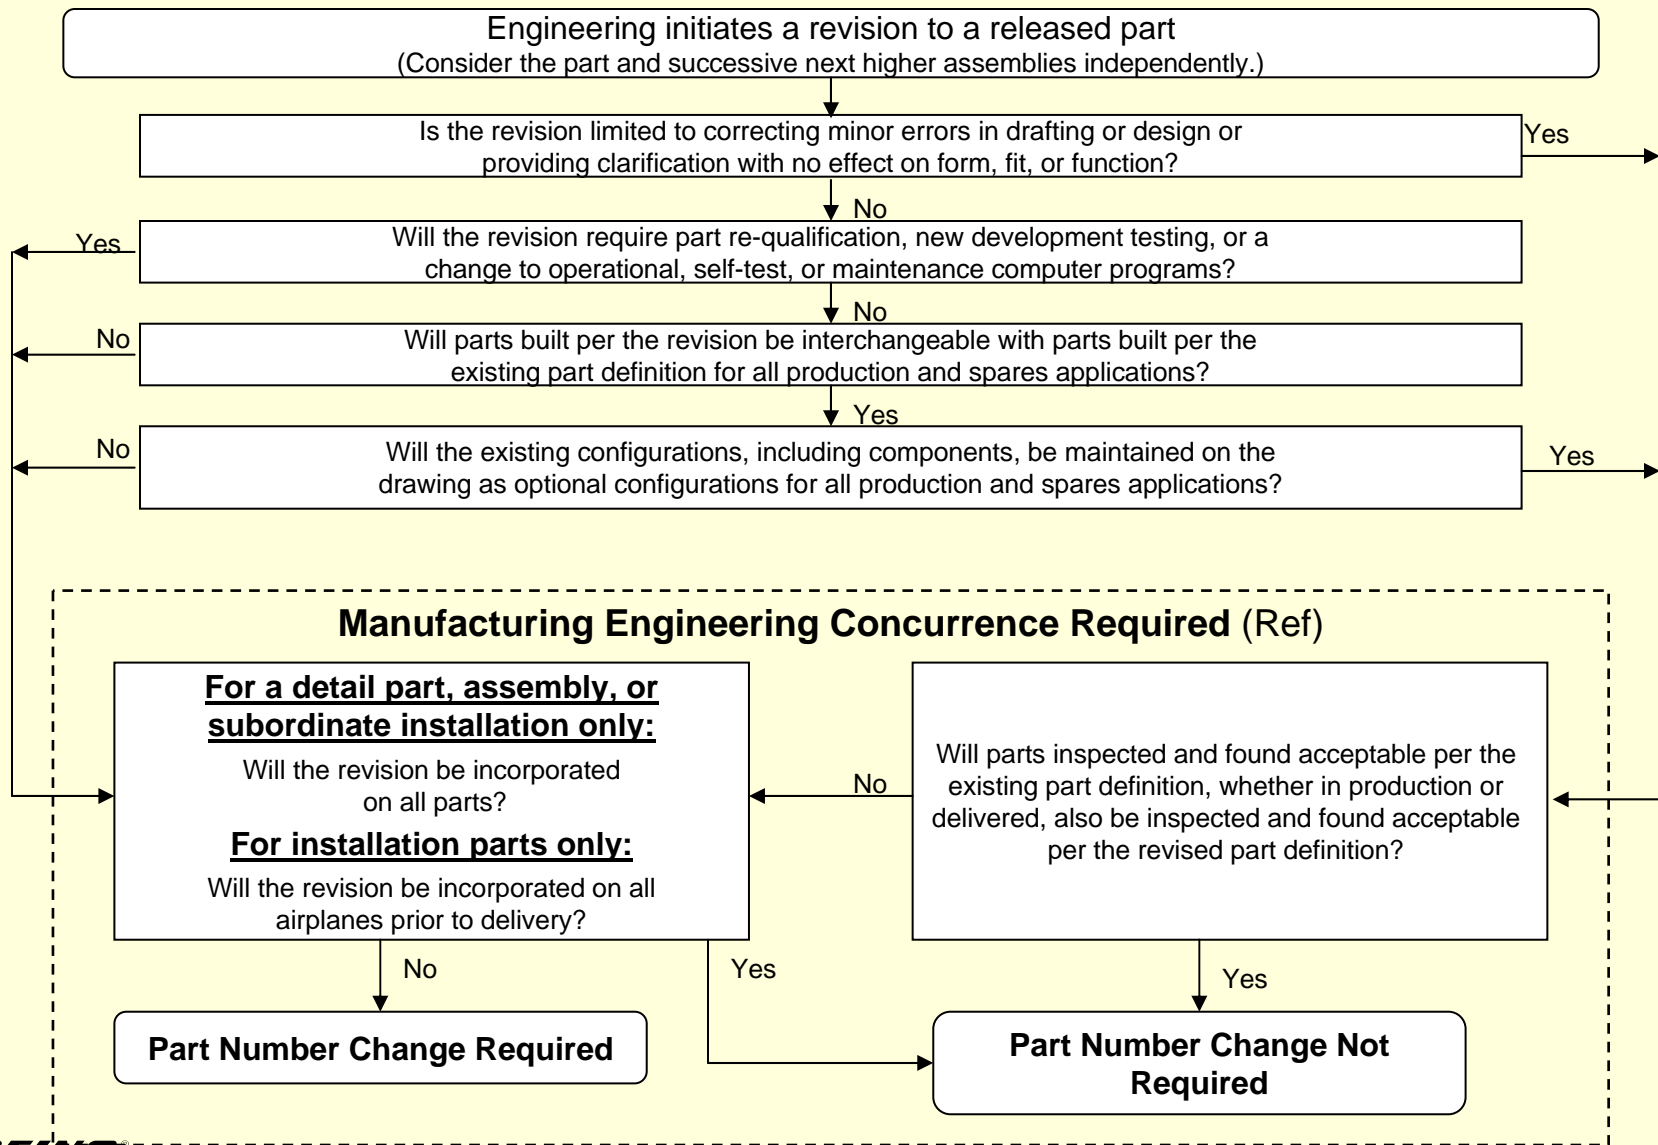 Engineering initiates a revision to a released part
(Consider the part and successive next higher assemblies independently.)
Is the revision limited to correcting minor errors in drafting or design or
providing clarification with no effect on form, fit, or function?
Yes
No
Yes
Will the revision require part re-qualification, new development testing, or a
change to operational, self-test, or maintenance computer programs?
No
No
Will parts built per the revision be interchangeable with parts built per the
existing part definition for all production and spares applications?
Yes
No
Will the existing configurations, including components, be maintained on the
drawing as optional configurations for all production and spares applications?
Yes
Manufacturing Engineering Concurrence Required (Ref)
For a detail part, assembly, or
subordinate installation only:
Will the revision be incorporated
on all parts?
For installation parts only:
Will the revision be incorporated on all
airplanes prior to delivery?
No
Will parts inspected and found acceptable per the
existing part definition, whether in production or
delivered, also be inspected and found acceptable
per the revised part definition?
No
Yes
Yes
Part Number Change Required
Part Number Change Not
Required